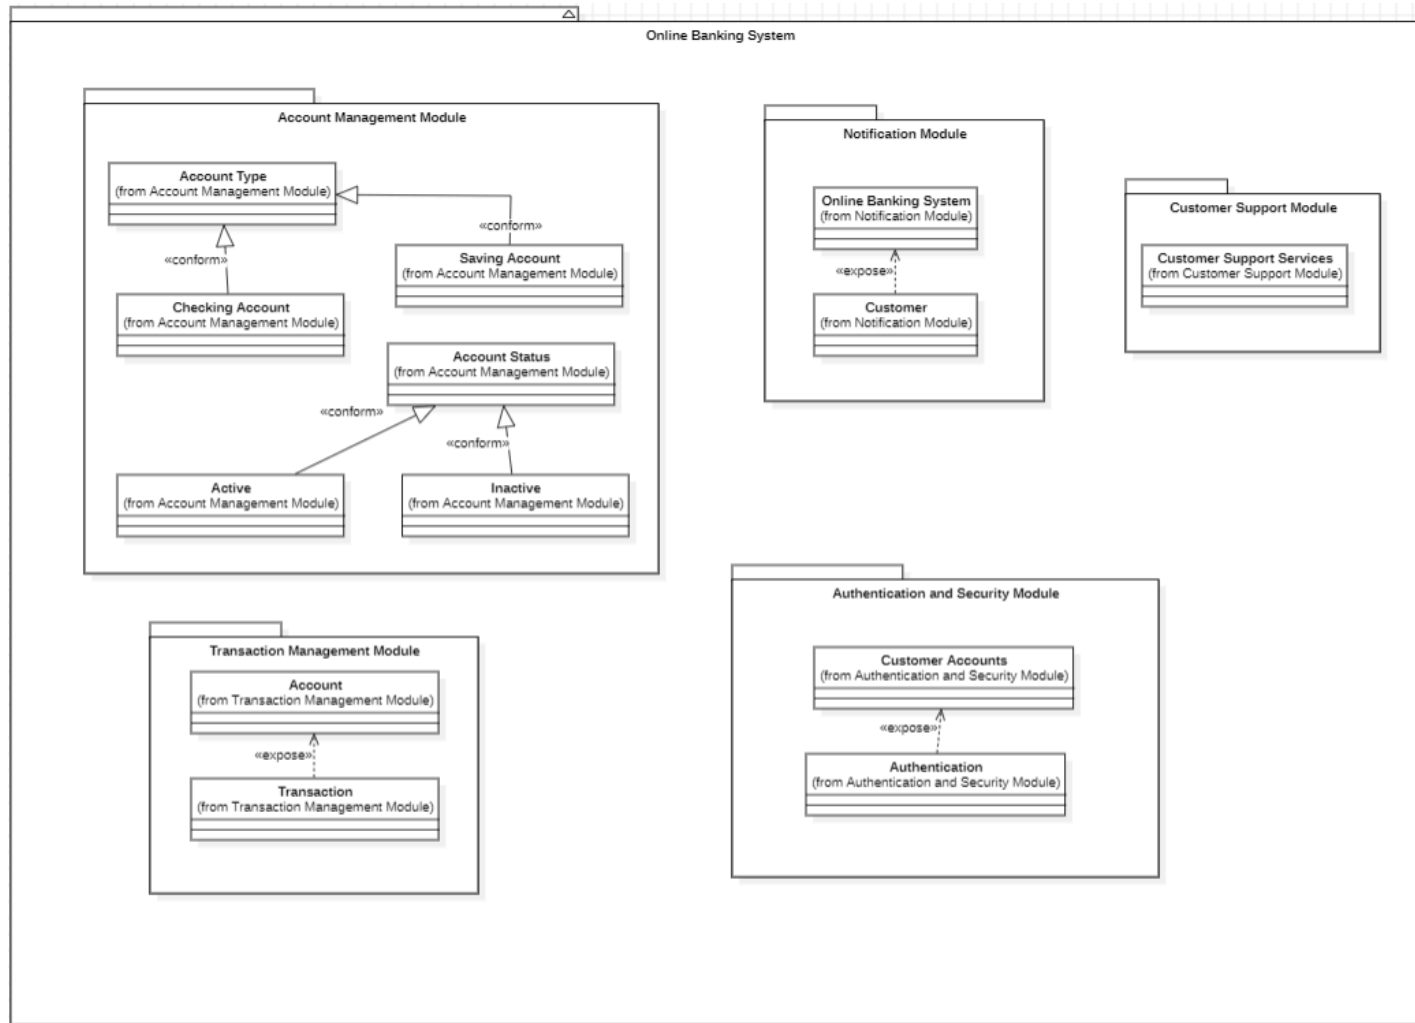 Online Banking System
Account Management Module
Account Type
(from Account Management Module)
«conform»
«conform»
Saving Account
(from Account Management Module)
Checking Account
(from Account Management Module)
Account Status
(from Account Management Module)
«conform»
«conform»
Active
(from Account Management Module)
Inactive
(from Account Management Module)
Notification Module
Online Banking System
(from Notification Module)
«expose»
Customer
(from Notification Module)
Customer Support Module
Customer Support Services
(from Customer Support Module)
Transaction Management Module
Account
(from Transaction Management Module)
«expose»
Transaction
(from Transaction Management Module)
Authentication and Security Module
Customer Accounts
(from Authentication and Security Module)
«expose»
Authentication
(from Authentication and Security Module)